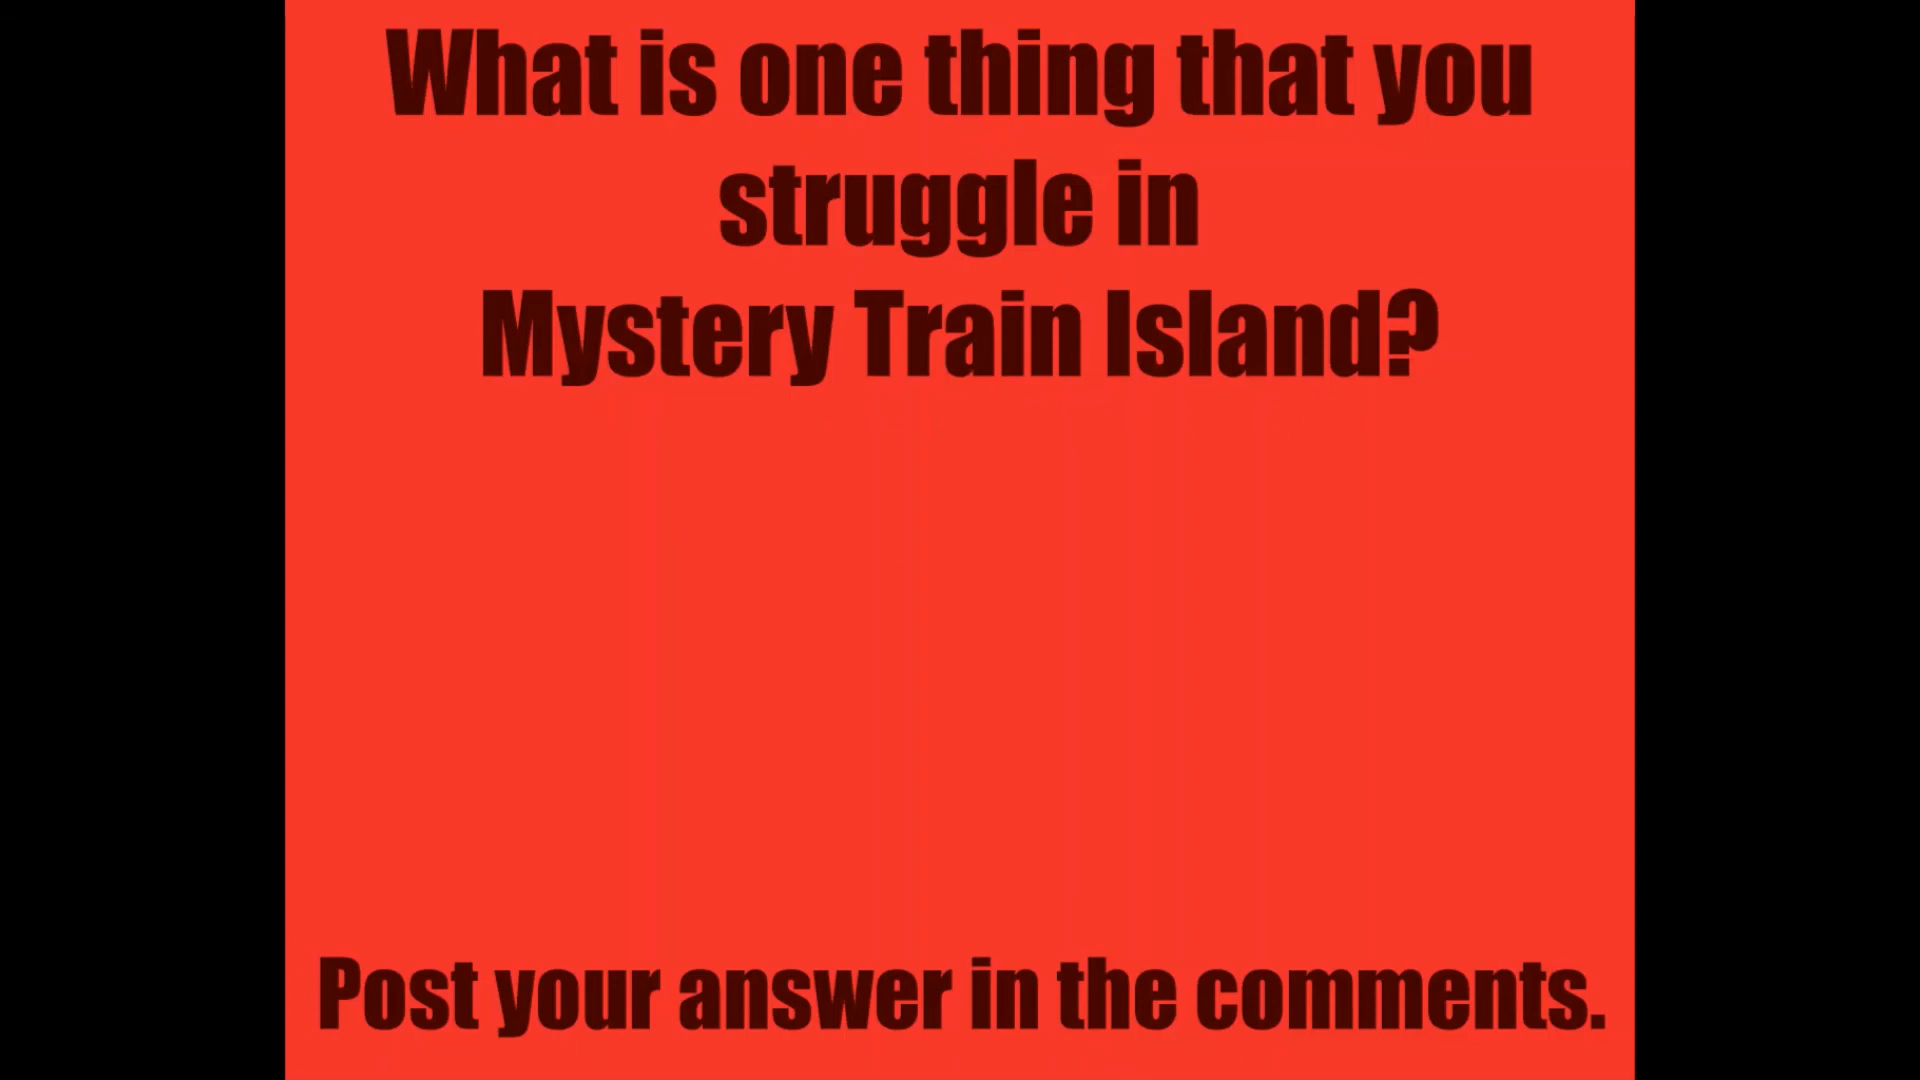 What is one thing that you
struggle in
Mystery Train Island?
Post your answer in the comments.